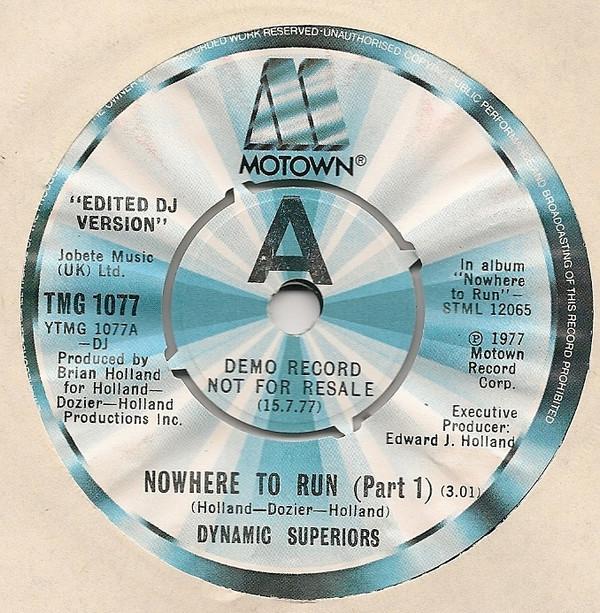 WORK RESERVED·UNAUTHORISED COPYING PUBLIC PERFORMANCE AND BROADCASTING OF THIS RECORD PROHIBITED
MOTOWN®
A
"EDITED DJ
VERSION"
Jobete Music
(UK) Ltd.
TMG 1077
YTMG 1077A
–DJ
Produced by
Brian Holland
for Holland–
Dozier–Holland
Productions Inc.
In album
"Nowhere
to Run"–
STML 12065
℗ 1977
Motown
Record
Corp.
Executive
Producer:
Edward J. Holland
DEMO RECORD
NOT FOR RESALE
(15.7.77)
NOWHERE TO RUN (Part 1) (3.01)
(Holland–Dozier–Holland)
DYNAMIC SUPERIORS